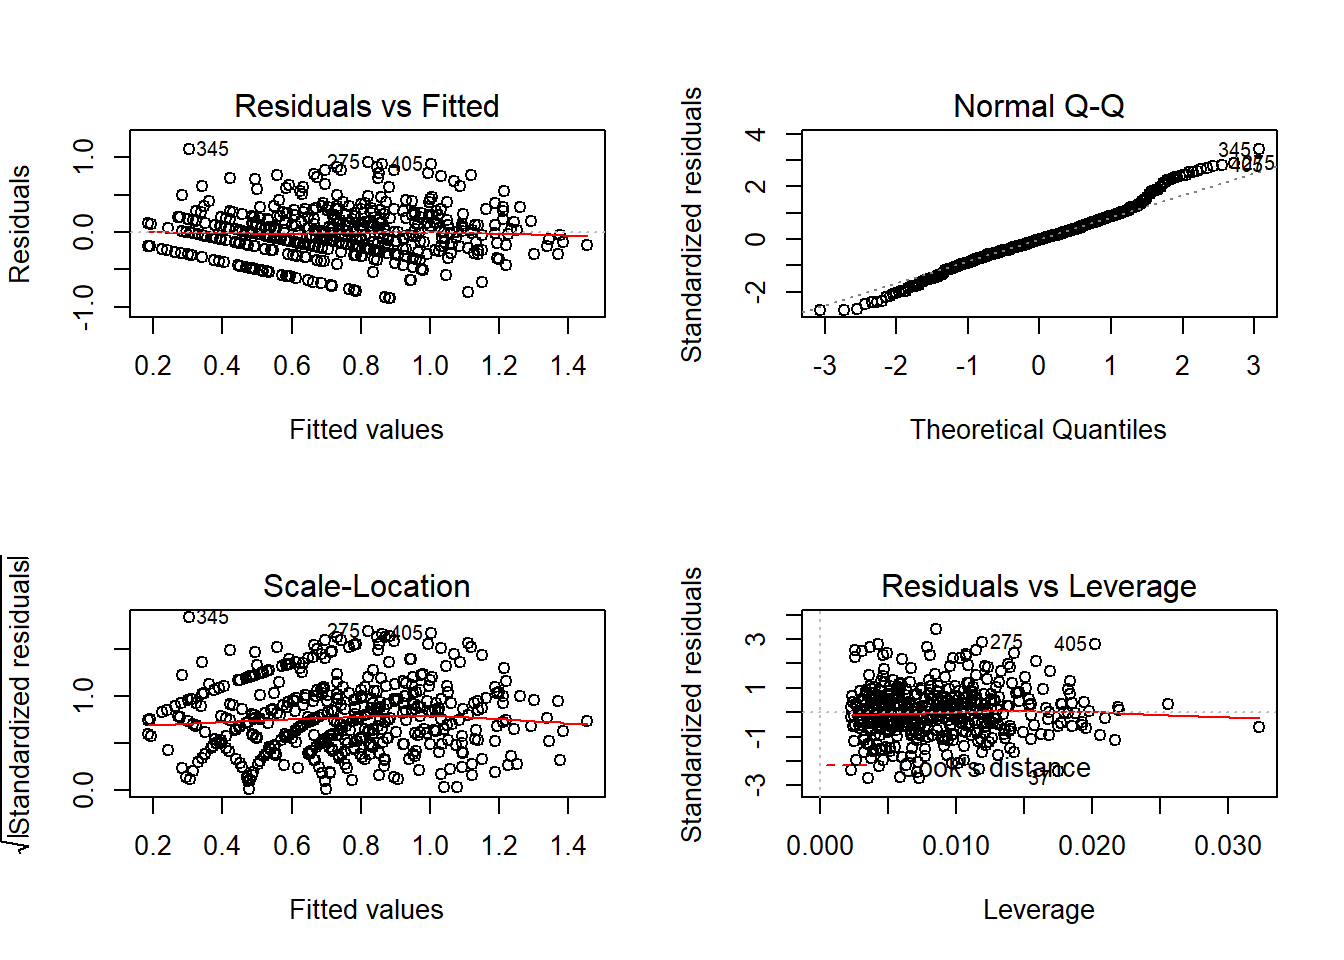 Residuals vs Fitted
Residuals
1.0
0.0
-1.0
345
275
405
0.2 0.4 0.6 0.8 1.0 1.2 1.4
Fitted values
Normal Q-Q
Standardized residuals
4
2
0
-2
345
275
405
-3 -2 -1 0 1 2 3
Theoretical Quantiles
Scale-Location
√|Standardized residuals|
1.0
0.0
345
275
405
0.2 0.4 0.6 0.8 1.0 1.2 1.4
Fitted values
Residuals vs Leverage
Standardized residuals
3
1
-1
-3
275
405
Cook's distance
0.000 0.010 0.020 0.030
Leverage